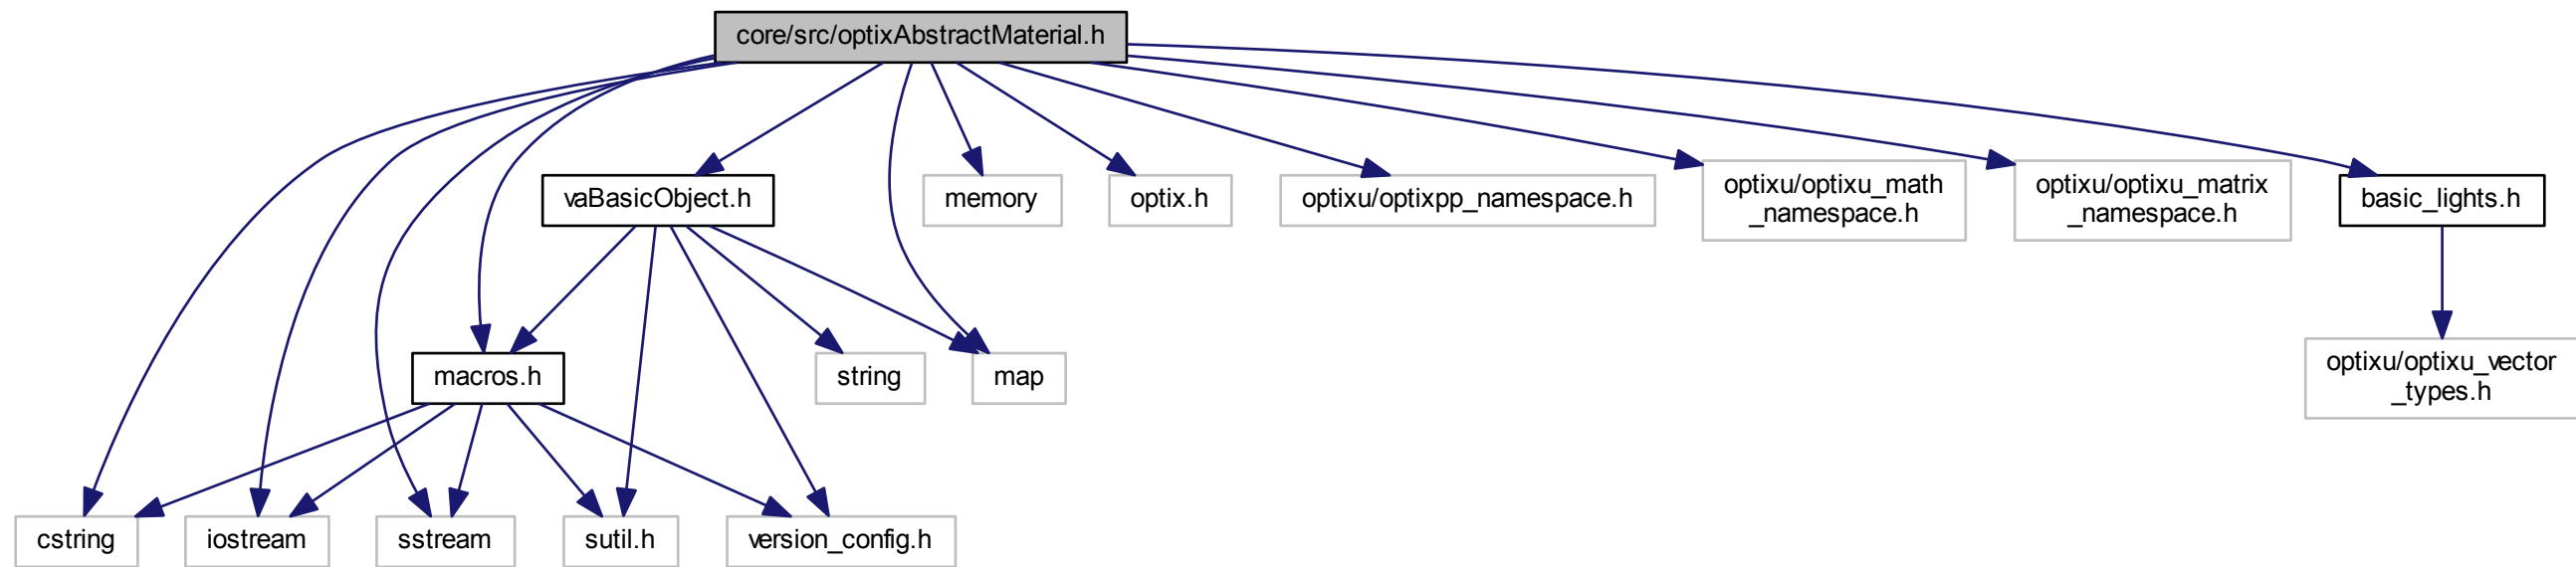 core/src/optixAbstractMaterial.h
vaBasicObject.h
memory
optix.h
optixu/optixpp_namespace.h
optixu/optixu_math
_namespace.h
optixu/optixu_matrix
_namespace.h
basic_lights.h
macros.h
string
map
optixu/optixu_vector
_types.h
cstring
iostream
sstream
sutil.h
version_config.h